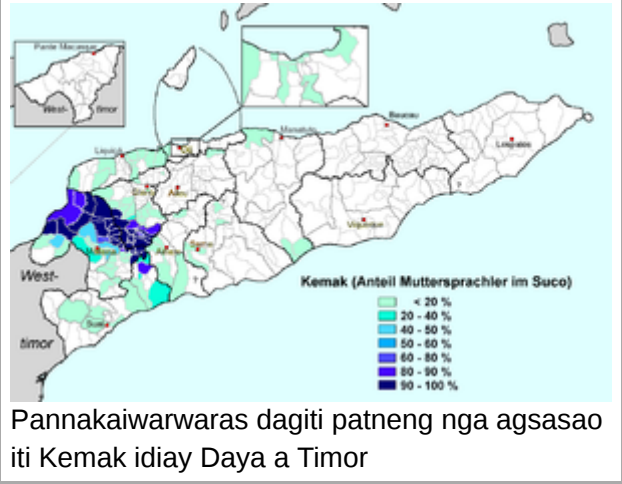 Pante Macassar
West- timor
Manatuto
Baucau
Liquiçá
Dili
Lospalos
Aileu
Viqueque
Same
West-
timor
Suai
Kemak (Anteil Muttersprachler im Suco)
< 20 %
20 - 40 %
40 - 50 %
50 - 60 %
60 - 80 %
80 - 90 %
90 - 100 %
Pannakaiwarwaras dagiti patneng nga agsasao
iti Kemak idiay Daya a Timor